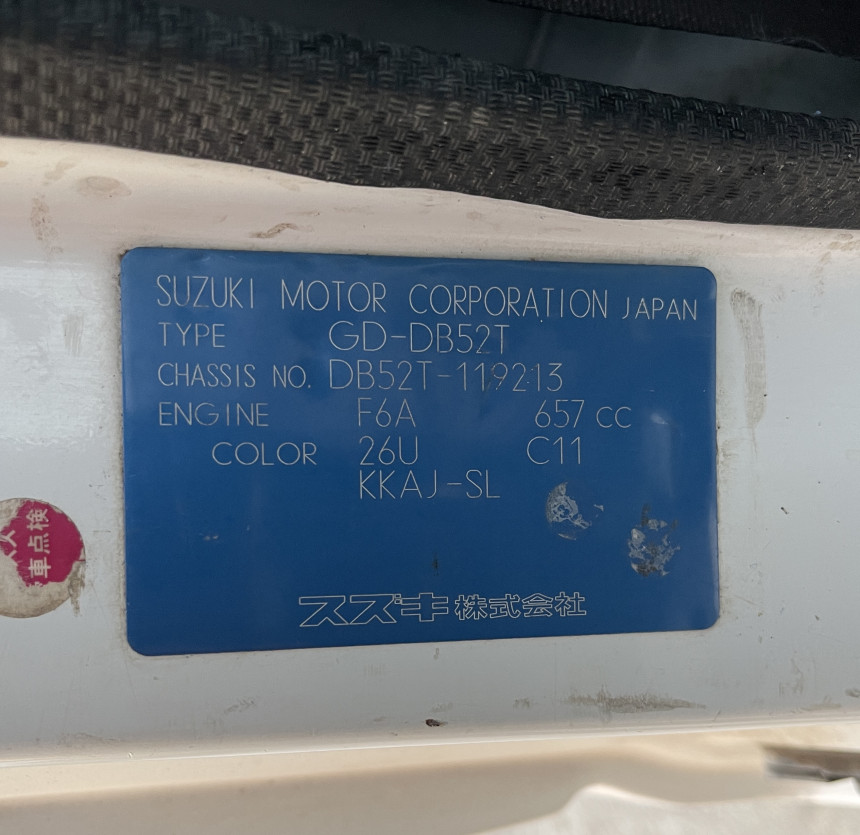 SUZUKI MOTOR CORPORATION JAPAN
TYPE GD-DB52T
CHASSIS NO. DB52T-119213
ENGINE F6A 657 cc
COLOR 26U C11
KKAJ-SL
スズキ株式会社
車点検